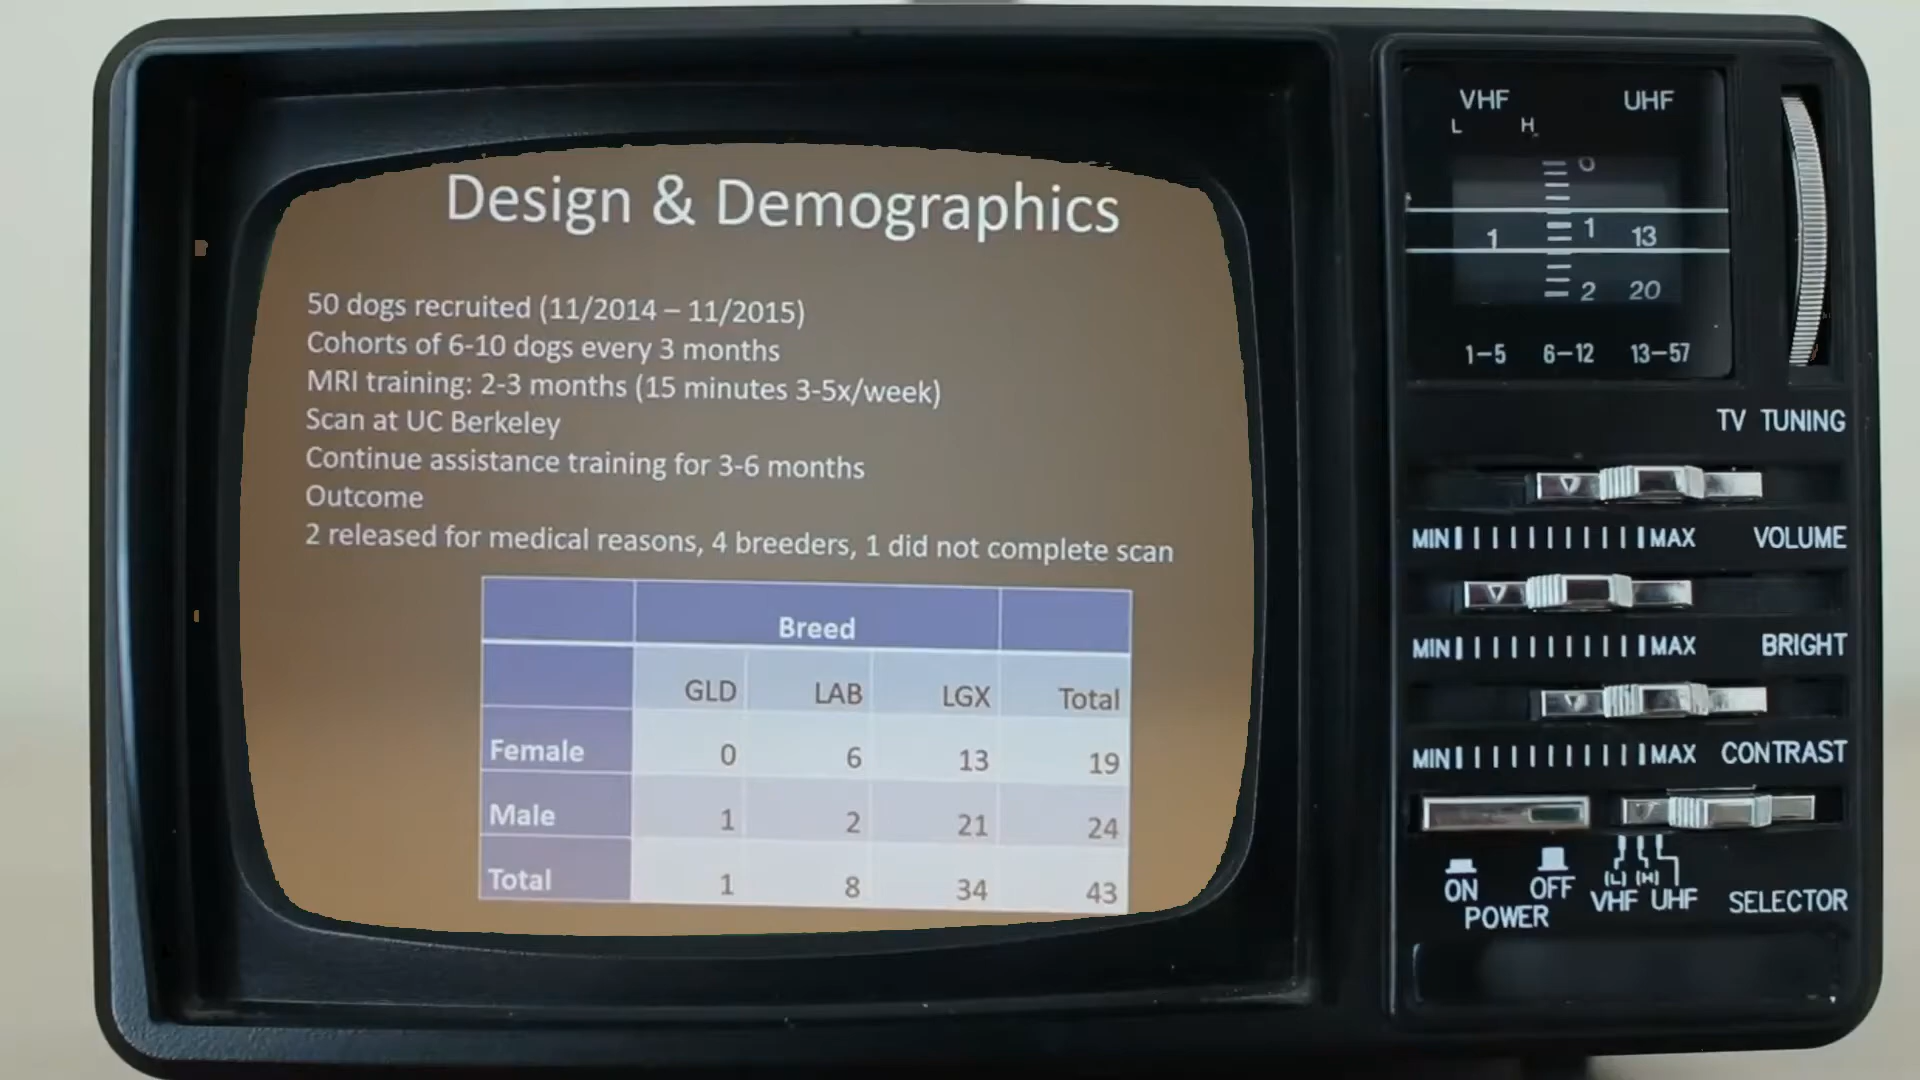 Design & Demographics
50 dogs recruited (11/2014 – 11/2015)
Cohorts of 6-10 dogs every 3 months
MRI training: 2-3 months (15 minutes 3-5x/week)
Scan at UC Berkeley
Continue assistance training for 3-6 months
Outcome
2 released for medical reasons, 4 breeders, 1 did not complete scan
Breed
GLD LAB LGX Total
Female 0 6 13 19
Male 1 2 21 24
Total 1 8 34 43
VHF UHF
L H
0
1 1 13
2 20
1-5 6-12 13-57
TV TUNING
MIN MAX VOLUME
MIN MAX BRIGHT
MIN MAX CONTRAST
ON OFF
POWER
(L) (H)
VHF UHF SELECTOR